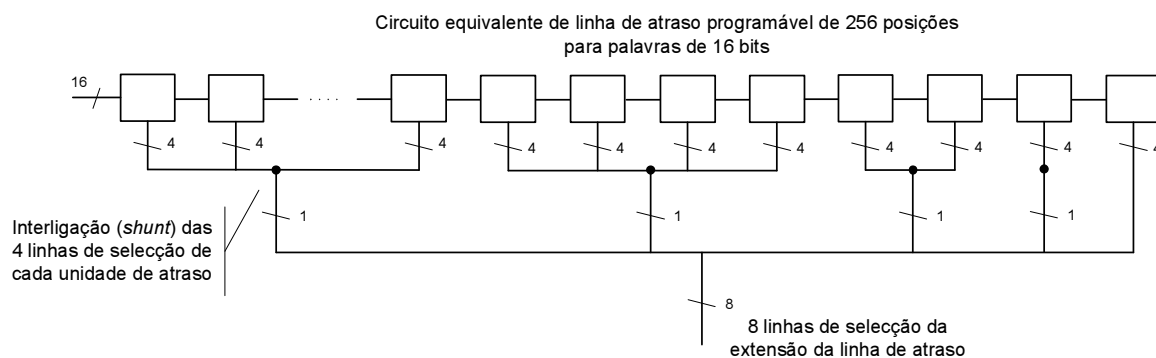 Circuito equivalente de linha de atraso programável de 256 posições
para palavras de 16 bits
16
. . . .
4
4
4
4
4
4
4
4
4
4
4
1
1
1
1
Interligação (shunt) das
4 linhas de selecção de
cada unidade de atraso
8
8 linhas de selecção da
extensão da linha de atraso